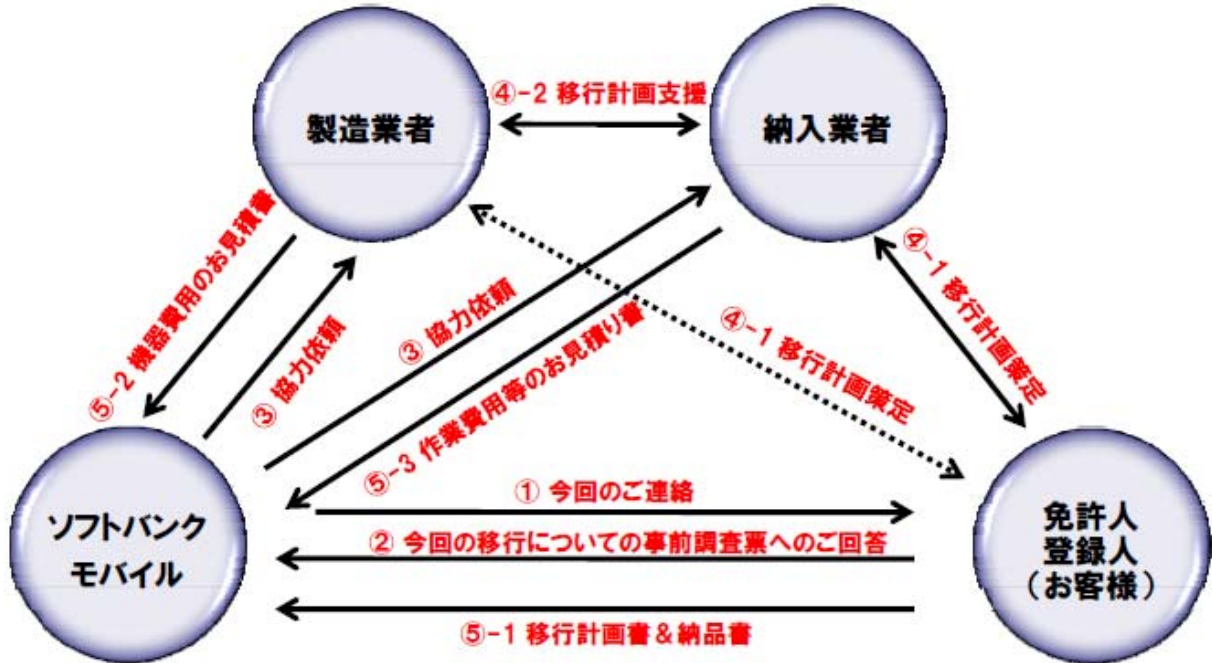 ④-2 移行計画支援
製造業者
納入業者
⑤-2 機器費用のお見積書
③ 協力依頼
③ 協力依頼
⑤-3 作業費用等のお見積り書
④-1 移行計画策定
④-1 移行計画策定
① 今回のご連絡
② 今回の移行についての事前調査票へのご回答
⑤-1 移行計画書&納品書
ソフトバンク
モバイル
免許人
登録人
(お客様)